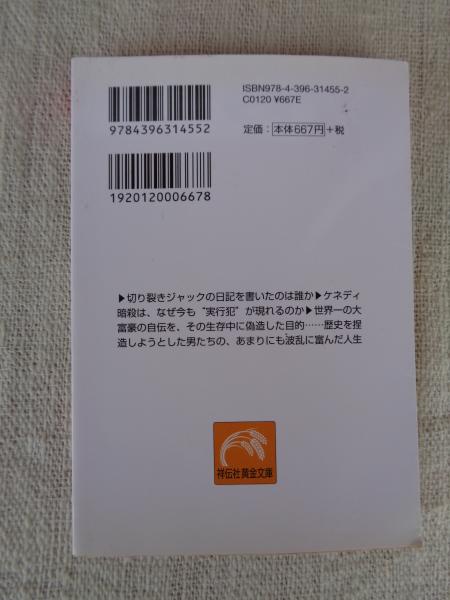 ISBN978-4-396-31455-2
C0120 ¥667E
定価:本体667円+税
9784396314552
1920120006678
▶切り裂きジャックの日記を書いたのは誰か▶ケネディ
暗殺は、なぜ今も“実行犯”が現れるのか▶世界一の大
富豪の自伝を、その生存中に偽造した目的……歴史を捏
造しようとした男たちの、あまりにも波乱に富んだ人生
祥伝社黄金文庫